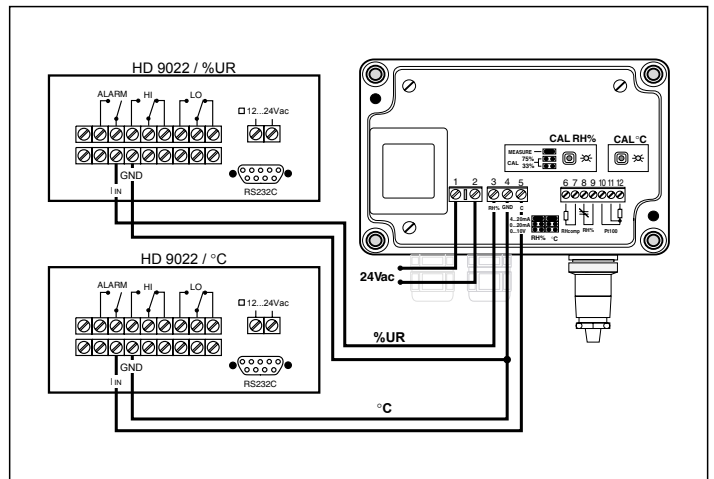 HD 9022 / %UR
ALARM HI LO
12...24Vac
GND
I IN
RS232C
HD 9022 / °C
ALARM HI LO
12...24Vac
GND
I IN
RS232C
CAL RH% CAL °C
MEASURE
CAL 75%
33%
1 2 3 4 5
RH% GND C
4...20mA
0...20mA
0...10V
RH% °C
6 7 8 9 10 11 12
RHcomp RH% Pt100
24Vac
%UR
°C